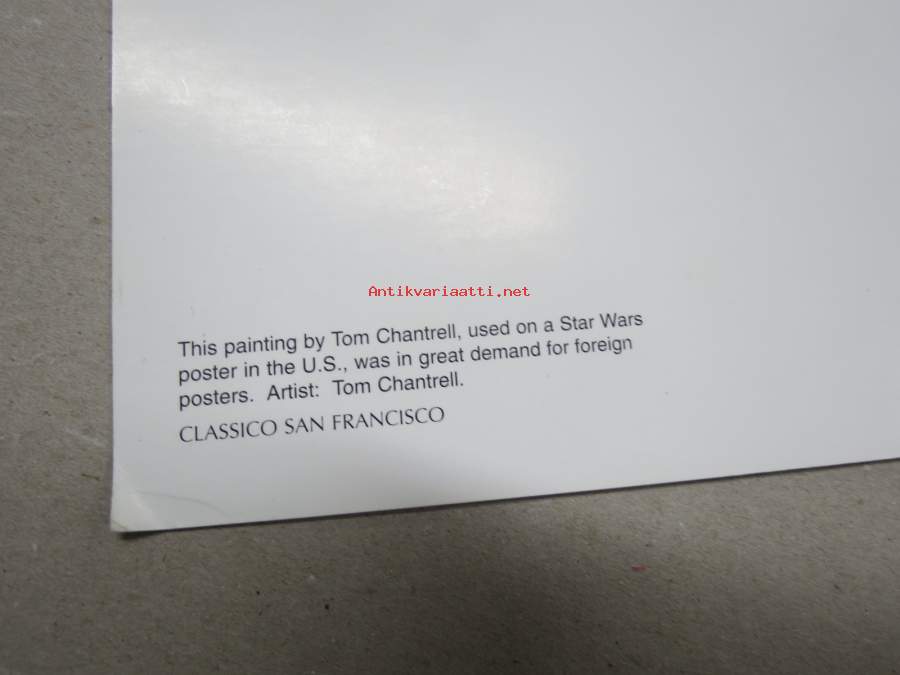 Antikvariaatti.net
This painting by Tom Chantrell, used on a Star Wars
poster in the U.S., was in great demand for foreign
posters. Artist: Tom Chantrell.
CLASSICO SAN FRANCISCO